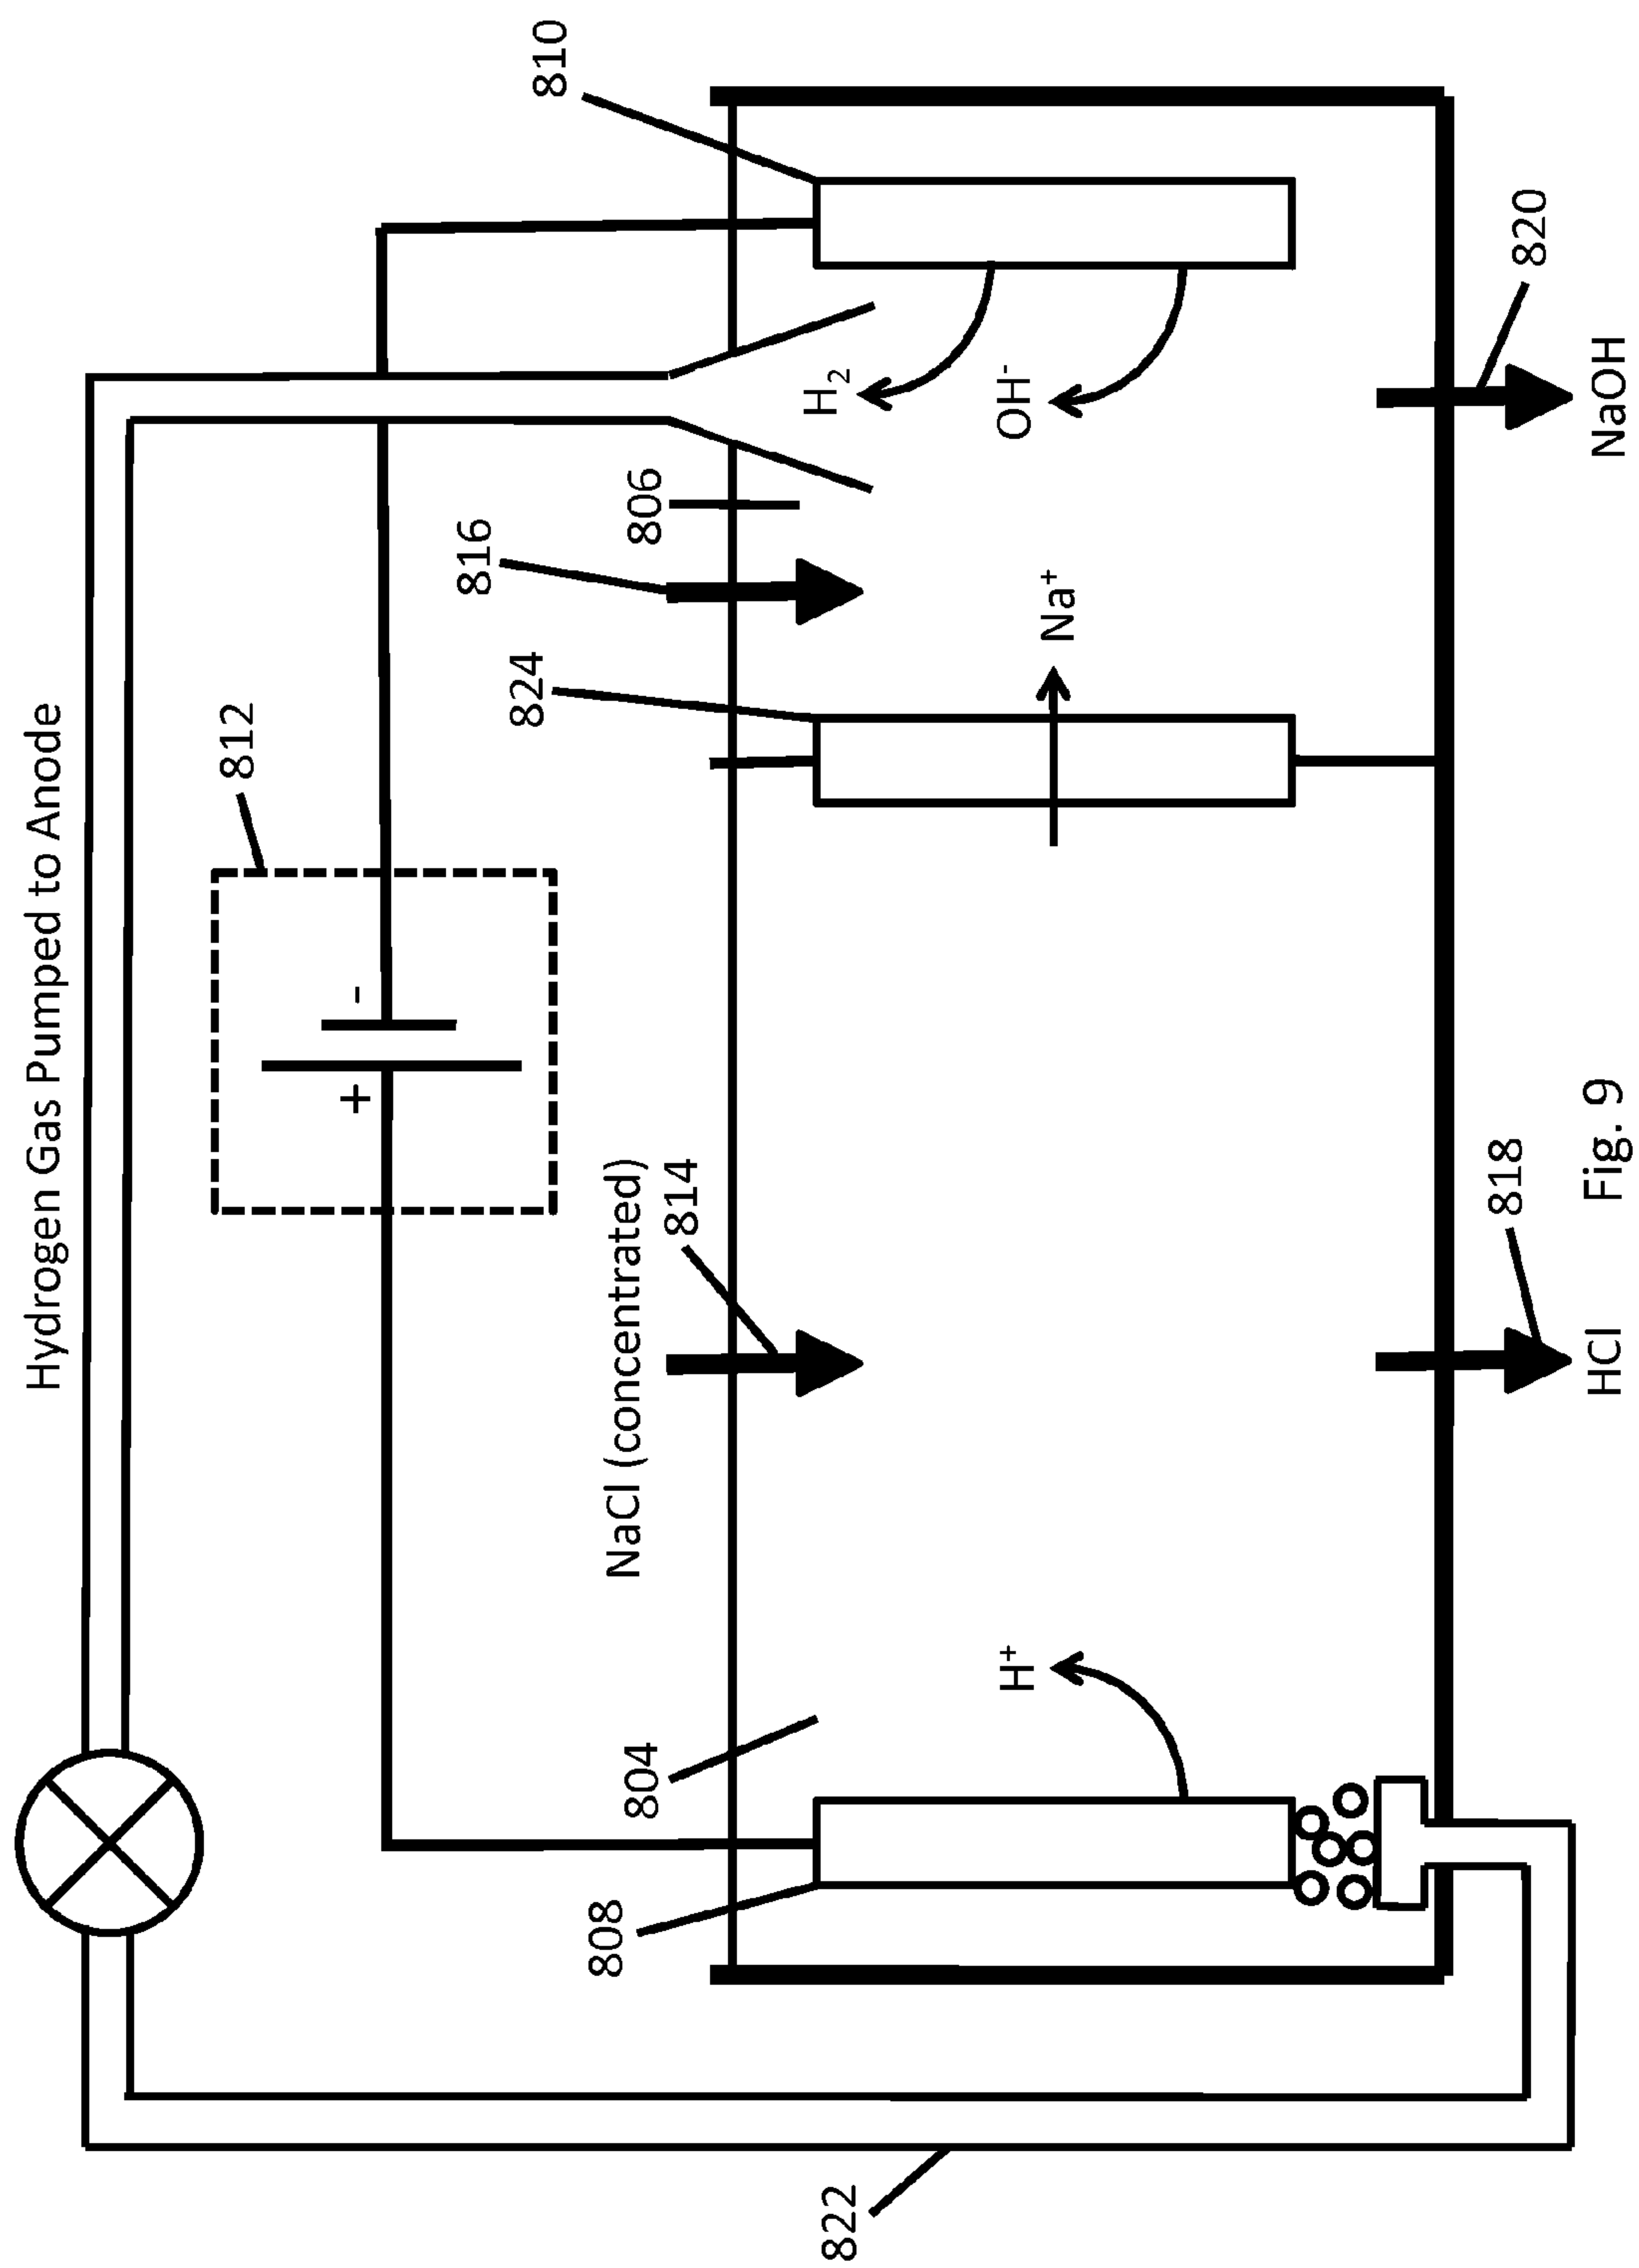 Hydrogen Gas Pumped to Anode
812
+
-
810
816
824
806
NaCl (concentrated)
814
804
808
822
H₂
OH⁻
Na⁺
H⁺
820
818
NaOH
HCl
Fig. 9